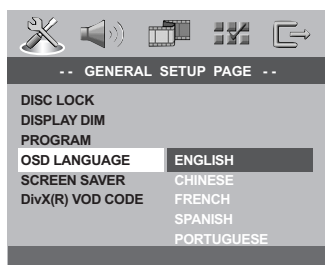 -- GENERAL SETUP PAGE --
DISC LOCK
DISPLAY DIM
PROGRAM
OSD LANGUAGE ENGLISH
SCREEN SAVER CHINESE
DivX(R) VOD CODE FRENCH
SPANISH
PORTUGUESE